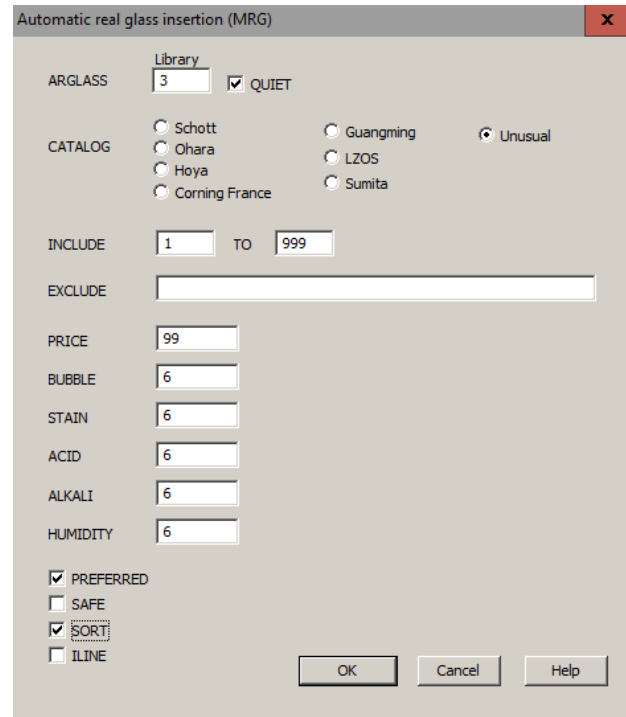 Automatic real glass insertion (MRG) x
Library
ARGLASS 3 QUIET
CATALOG
Schott Guangming Unusual
Ohara LZOS
Hoya Sumita
Corning France
INCLUDE 1 TO 999
EXCLUDE
PRICE 99
BUBBLE 6
STAIN 6
ACID 6
ALKALI 6
HUMIDITY 6
PREFERRED
SAFE
SORT
ILINE
OK Cancel Help